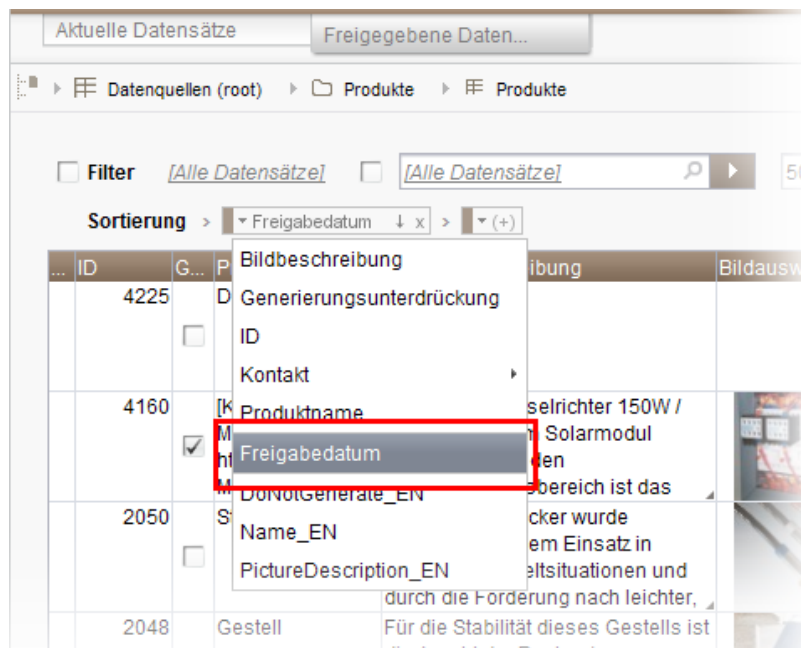 Aktuelle Datensätze
Freigegebene Daten...
Datenquellen (root) Produkte Produkte
Filter [Alle Datensätze] [Alle Datensätze]
Sortierung > Freigabedatum ↓ x > (+)
... ID G... ibung
Bildbeschreibung
Generierungsunterdrückung
ID
Kontakt
Produktname
Freigabedatum
DoNotGenerate_EN
Name_EN
PictureDescription_EN
4225 D
4160 [K selrichter 150W /
Solarmodul
den
bereich ist das
2050 cker wurde
em Einsatz in
eltsituationen und
durch die Forderung nach leichter,
2048 Gestell Für die Stabilität dieses Gestells ist